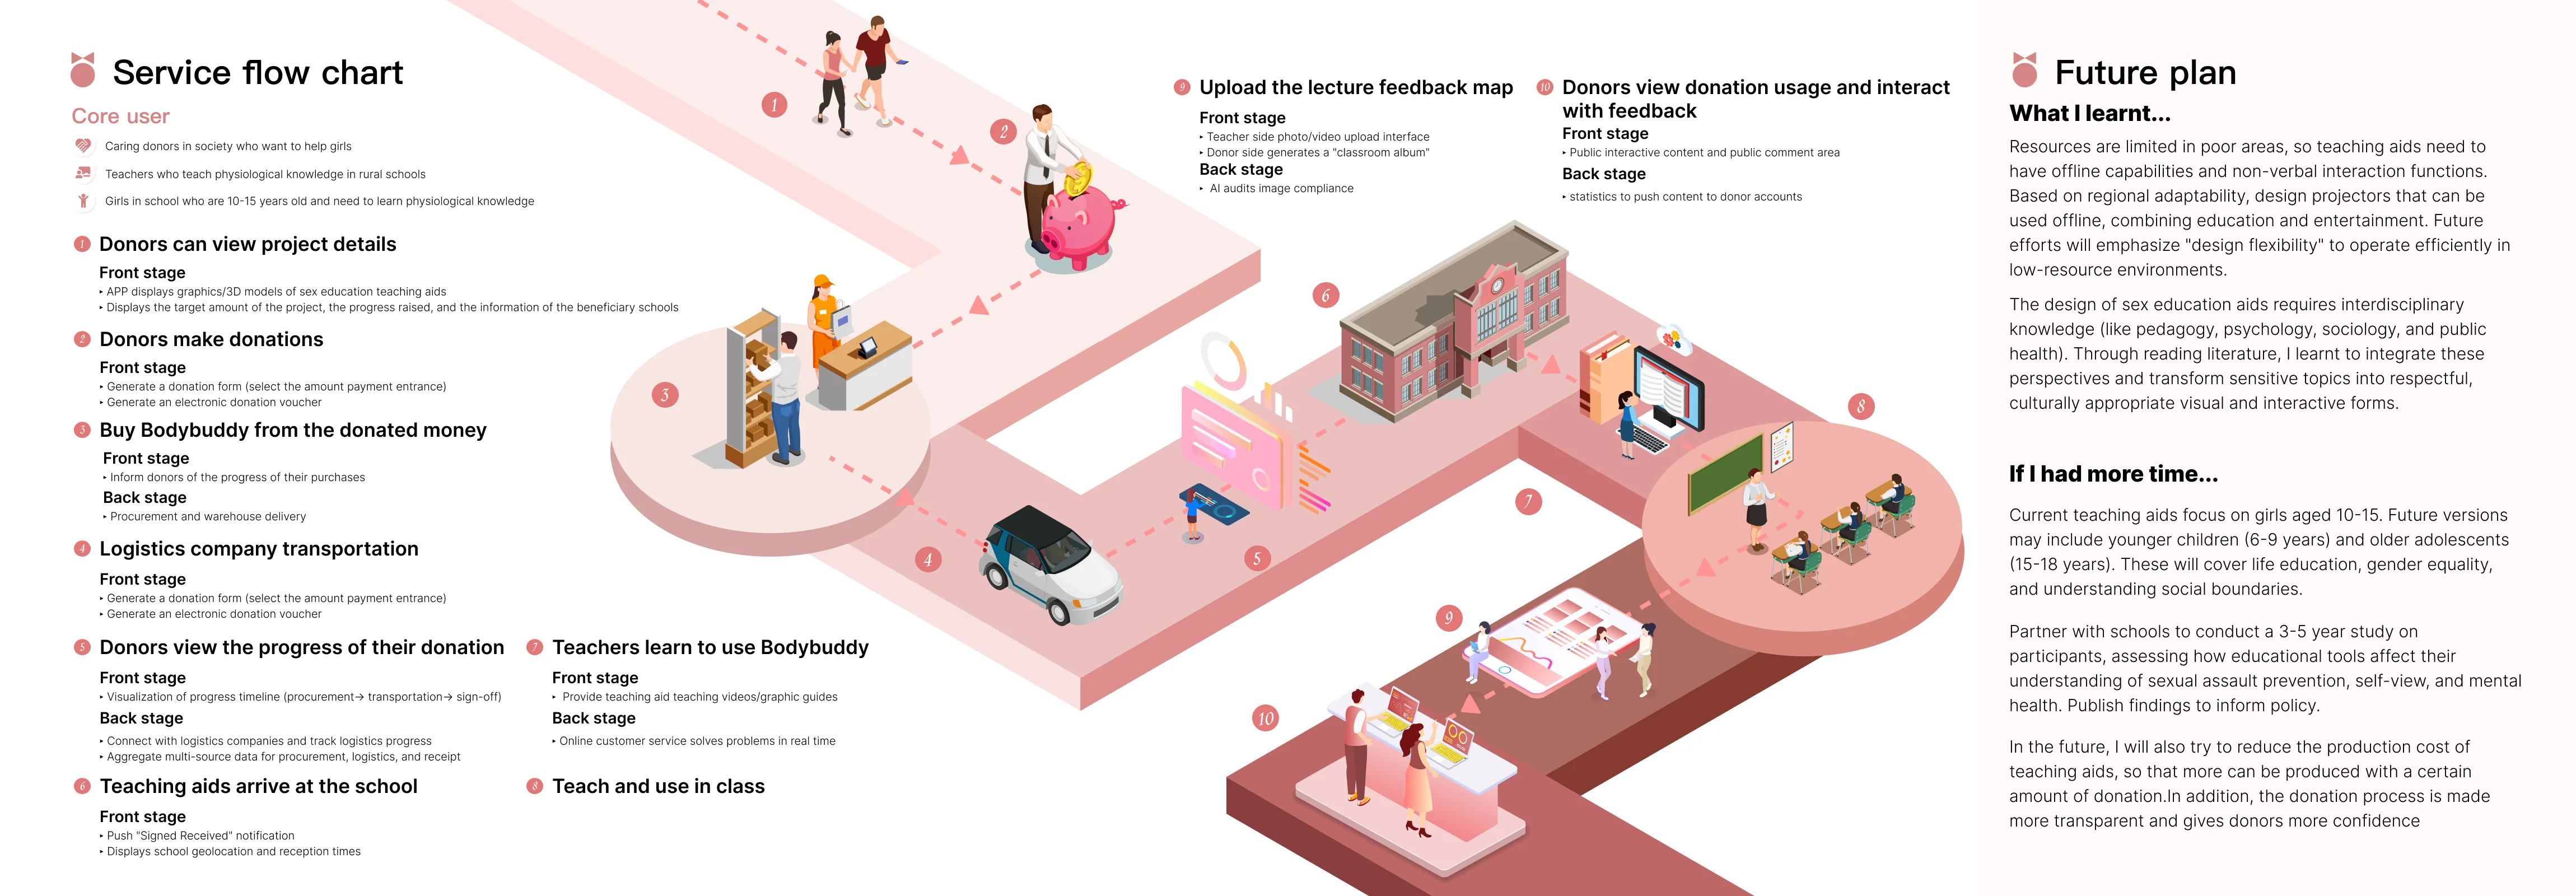 Service flow chart
Core user
Caring donors in society who want to help girls
Teachers who teach physiological knowledge in rural schools
Girls in school who are 10-15 years old and need to learn physiological knowledge
1 Donors can view project details
Front stage
‣ APP displays graphics/3D models of sex education teaching aids
‣ Displays the target amount of the project, the progress raised, and the information of the beneficiary schools
2 Donors make donations
Front stage
‣ Generate a donation form (select the amount payment entrance)
‣ Generate an electronic donation voucher
3 Buy Bodybuddy from the donated money
Front stage
‣ Inform donors of the progress of their purchases
Back stage
‣ Procurement and warehouse delivery
4 Logistics company transportation
Front stage
‣ Generate a donation form (select the amount payment entrance)
‣ Generate an electronic donation voucher
5 Donors view the progress of their donation
Front stage
‣ Visualization of progress timeline (procurement→ transportation→ sign-off)
Back stage
‣ Connect with logistics companies and track logistics progress
‣ Aggregate multi-source data for procurement, logistics, and receipt
6 Teaching aids arrive at the school
Front stage
‣ Push "Signed Received" notification
‣ Displays school geolocation and reception times
7 Teachers learn to use Bodybuddy
Front stage
‣ Provide teaching aid teaching videos/graphic guides
Back stage
‣ Online customer service solves problems in real time
8 Teach and use in class
9 Upload the lecture feedback map
Front stage
‣ Teacher side photo/video upload interface
‣ Donor side generates a "classroom album"
Back stage
‣ AI audits image compliance
10 Donors view donation usage and interact
with feedback
Front stage
‣ Public interactive content and public comment area
Back stage
‣ statistics to push content to donor accounts
1
2
3
4
5
6
7
8
9
10
Future plan
What I learnt...
Resources are limited in poor areas, so teaching aids need to
have offline capabilities and non-verbal interaction functions.
Based on regional adaptability, design projectors that can be
used offline, combining education and entertainment. Future
efforts will emphasize "design flexibility" to operate efficiently in
low-resource environments.
The design of sex education aids requires interdisciplinary
knowledge (like pedagogy, psychology, sociology, and public
health). Through reading literature, I learnt to integrate these
perspectives and transform sensitive topics into respectful,
culturally appropriate visual and interactive forms.
If I had more time...
Current teaching aids focus on girls aged 10-15. Future versions
may include younger children (6-9 years) and older adolescents
(15-18 years). These will cover life education, gender equality,
and understanding social boundaries.
Partner with schools to conduct a 3-5 year study on
participants, assessing how educational tools affect their
understanding of sexual assault prevention, self-view, and mental
health. Publish findings to inform policy.
In the future, I will also try to reduce the production cost of
teaching aids, so that more can be produced with a certain
amount of donation.In addition, the donation process is made
more transparent and gives donors more confidence